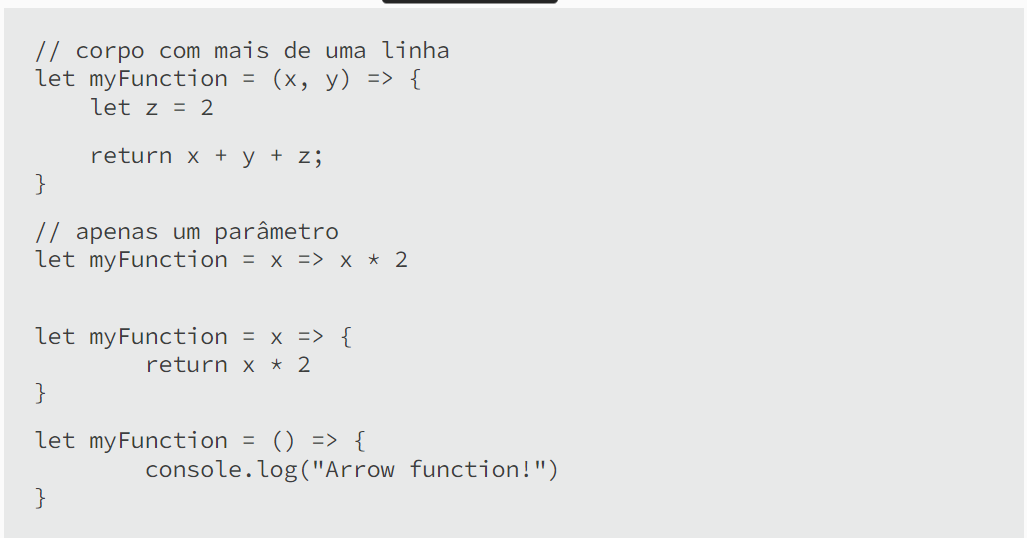 // corpo com mais de uma linha
let myFunction = (x, y) => {
    let z = 2
    return x + y + z;
}
// apenas um parâmetro
let myFunction = x => x * 2
let myFunction = x => {
        return x * 2
}
let myFunction = () => {
        console.log("Arrow function!")
}